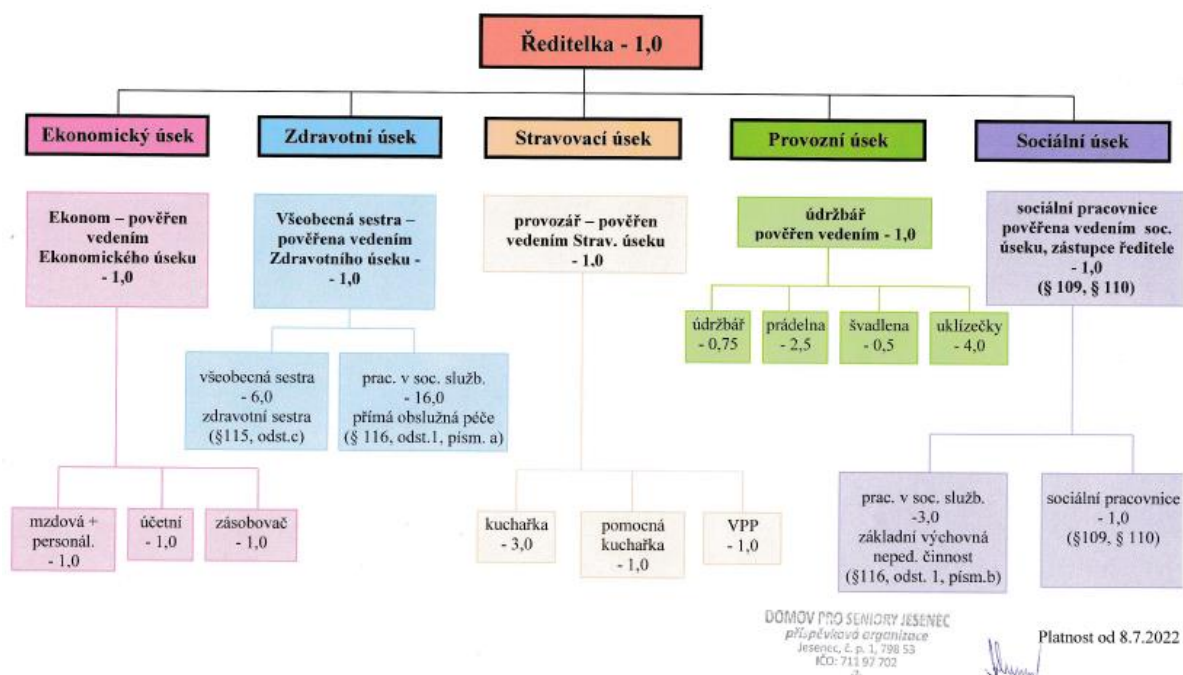 Ředitelka - 1,0
Ekonomický úsek
Zdravotní úsek
Stravovací úsek
Provozní úsek
Sociální úsek
Ekonom – pověřen
vedením
Ekonomického úseku
- 1,0
Všeobecná sestra –
pověřena vedením
Zdravotního úseku -
- 1,0
provozář – pověřen
vedením Strav. úseku
- 1,0
údržbář
pověřen vedením - 1,0
sociální pracovnice
pověřena vedením soc.
úseku, zástupce ředitele
- 1,0
(§ 109, § 110)
údržbář
- 0,75
prádelna
- 2,5
švadlena
- 0,5
uklízečky
- 4,0
všeobecná sestra
- 6,0
zdravotní sestra
(§115, odst.c)
prac. v soc. služb.
- 16,0
přímá obslužná péče
(§ 116, odst.1, písm. a)
mzdová +
personál.
- 1,0
účetní
- 1,0
zásobovač
- 1,0
kuchařka
- 3,0
pomocná
kuchařka
- 1,0
VPP
- 1,0
prac. v soc. služb.
-3,0
základní výchovná
neped. činnost
(§116, odst. 1, písm.b)
sociální pracovnice
- 1,0
(§109, § 110)
DOMOV PRO SENIORY JESENEC
příspěvková organizace
Jesenec, č. p. 1, 798 53
IČO: 711 97 702
Platnost od 8.7.2022